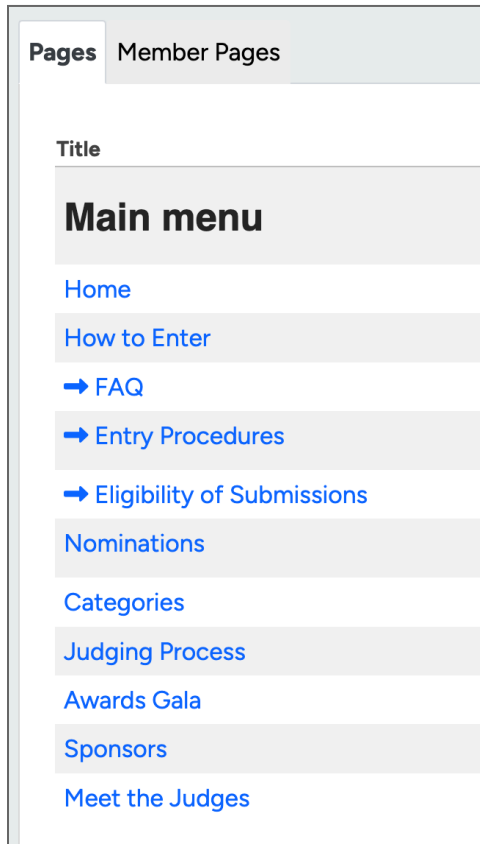 Pages Member Pages
Title
Main menu
Home
How to Enter
➞ FAQ
➞ Entry Procedures
➞ Eligibility of Submissions
Nominations
Categories
Judging Process
Awards Gala
Sponsors
Meet the Judges